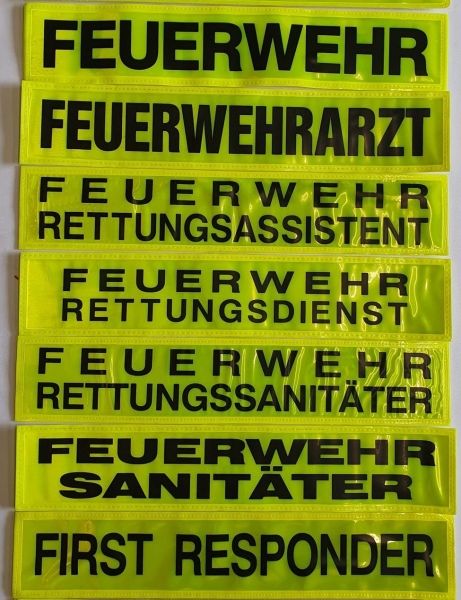 FEUERWEHR
FEUERWEHRARZT
FEUERWEHR
RETTUNGSASSISTENT
FEUERWEHR
RETTUNGSDIENST
FEUERWEHR
RETTUNGSSANITÄTER
FEUERWEHR
SANITÄTER
FIRST RESPONDER